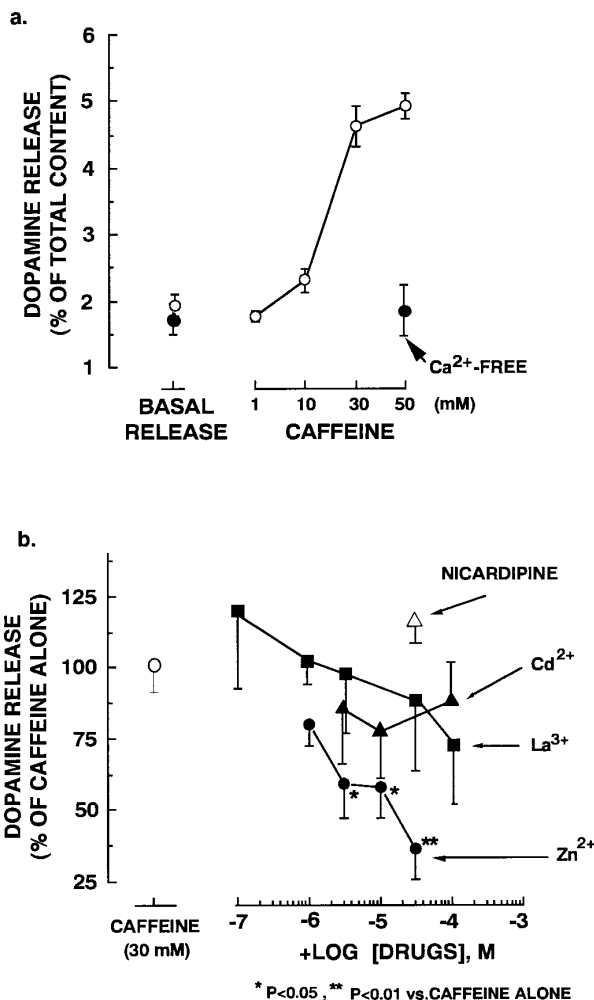 a.
DOPAMINE RELEASE
(% OF TOTAL CONTENT)
6
5
4
3
2
1
Ca2+-FREE
BASAL
RELEASE
1 10 30 50 (mM)
CAFFEINE
b.
DOPAMINE RELEASE
(% OF CAFFEINE ALONE)
125
100
75
50
25
NICARDIPINE
Cd2+
La3+
*
*
**
Zn2+
CAFFEINE
(30 mM)
-7 -6 -5 -4 -3
+LOG [DRUGS], M
* P<0.05 , ** P<0.01 vs.CAFFEINE ALONE